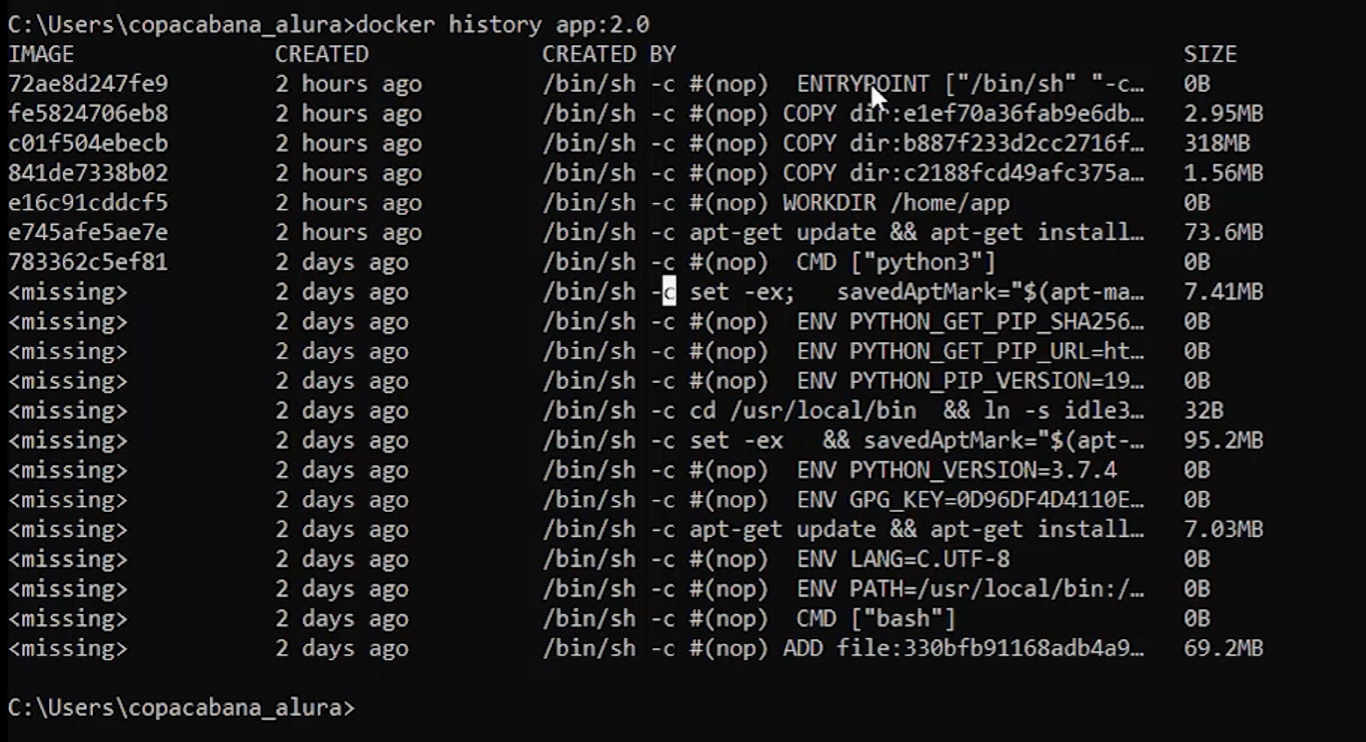 C:\Users\copacabana_alura>docker history app:2.0
IMAGE CREATED CREATED BY SIZE
72ae8d247fe9 2 hours ago /bin/sh -c #(nop) ENTRYPOINT ["/bin/sh" "-c… 0B
fe5824706eb8 2 hours ago /bin/sh -c #(nop) COPY dir:e1ef70a36fab9e6db… 2.95MB
c01f504ebecb 2 hours ago /bin/sh -c #(nop) COPY dir:b887f233d2cc2716f… 318MB
841de7338b02 2 hours ago /bin/sh -c #(nop) COPY dir:c2188fcd49afc375a… 1.56MB
e16c91cddcf5 2 hours ago /bin/sh -c #(nop) WORKDIR /home/app 0B
e745afe5ae7e 2 hours ago /bin/sh -c apt-get update && apt-get install… 73.6MB
783362c5ef81 2 days ago /bin/sh -c #(nop) CMD ["python3"] 0B
<missing> 2 days ago /bin/sh -c set -ex; savedAptMark="$(apt-ma… 7.41MB
<missing> 2 days ago /bin/sh -c #(nop) ENV PYTHON_GET_PIP_SHA256… 0B
<missing> 2 days ago /bin/sh -c #(nop) ENV PYTHON_GET_PIP_URL=ht… 0B
<missing> 2 days ago /bin/sh -c #(nop) ENV PYTHON_PIP_VERSION=19… 0B
<missing> 2 days ago /bin/sh -c cd /usr/local/bin && ln -s idle3… 32B
<missing> 2 days ago /bin/sh -c set -ex && savedAptMark="$(apt-… 95.2MB
<missing> 2 days ago /bin/sh -c #(nop) ENV PYTHON_VERSION=3.7.4 0B
<missing> 2 days ago /bin/sh -c #(nop) ENV GPG_KEY=0D96DF4D4110E… 0B
<missing> 2 days ago /bin/sh -c apt-get update && apt-get install… 7.03MB
<missing> 2 days ago /bin/sh -c #(nop) ENV LANG=C.UTF-8 0B
<missing> 2 days ago /bin/sh -c #(nop) ENV PATH=/usr/local/bin:/… 0B
<missing> 2 days ago /bin/sh -c #(nop) CMD ["bash"] 0B
<missing> 2 days ago /bin/sh -c #(nop) ADD file:330bfb91168adb4a9… 69.2MB
C:\Users\copacabana_alura>